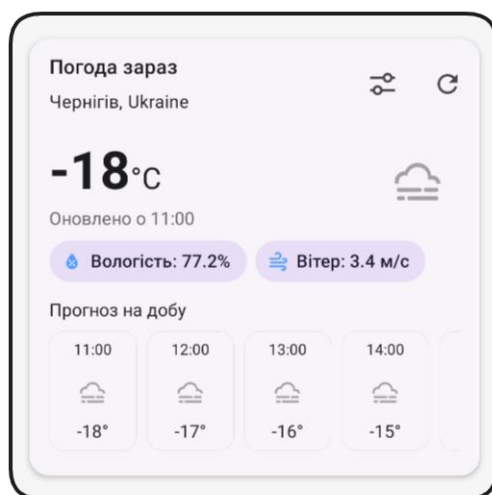 Погода зараз
Чернігів, Ukraine
-18°C
Оновлено о 11:00
Вологість: 77.2% Вітер: 3.4 м/с
Прогноз на добу
11:00 12:00 13:00 14:00
-18° -17° -16° -15°